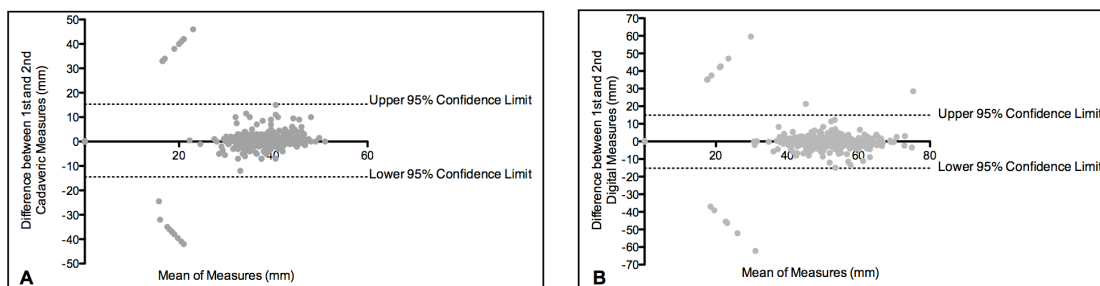 Difference between 1st and 2nd
Cadaveric Measures (mm)
50
40
30
20
10
0
-10
-20
-30
-40
-50
20
40
60
Upper 95% Confidence Limit
Lower 95% Confidence Limit
Mean of Measures (mm)
A
Difference between 1st and 2nd
Digital Measures (mm)
70
60
50
40
30
20
10
0
-10
-20
-30
-40
-50
-60
-70
20
40
60
80
Upper 95% Confidence Limit
Lower 95% Confidence Limit
Mean of Measures (mm)
B